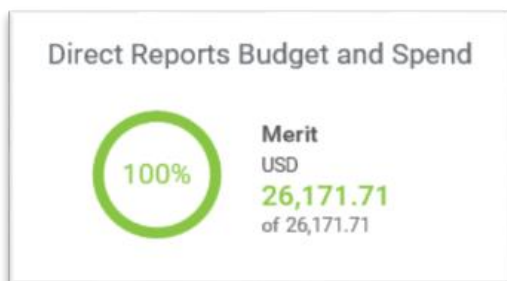 Direct Reports Budget and Spend
100%
Merit
USD
26,171.71
of 26,171.71